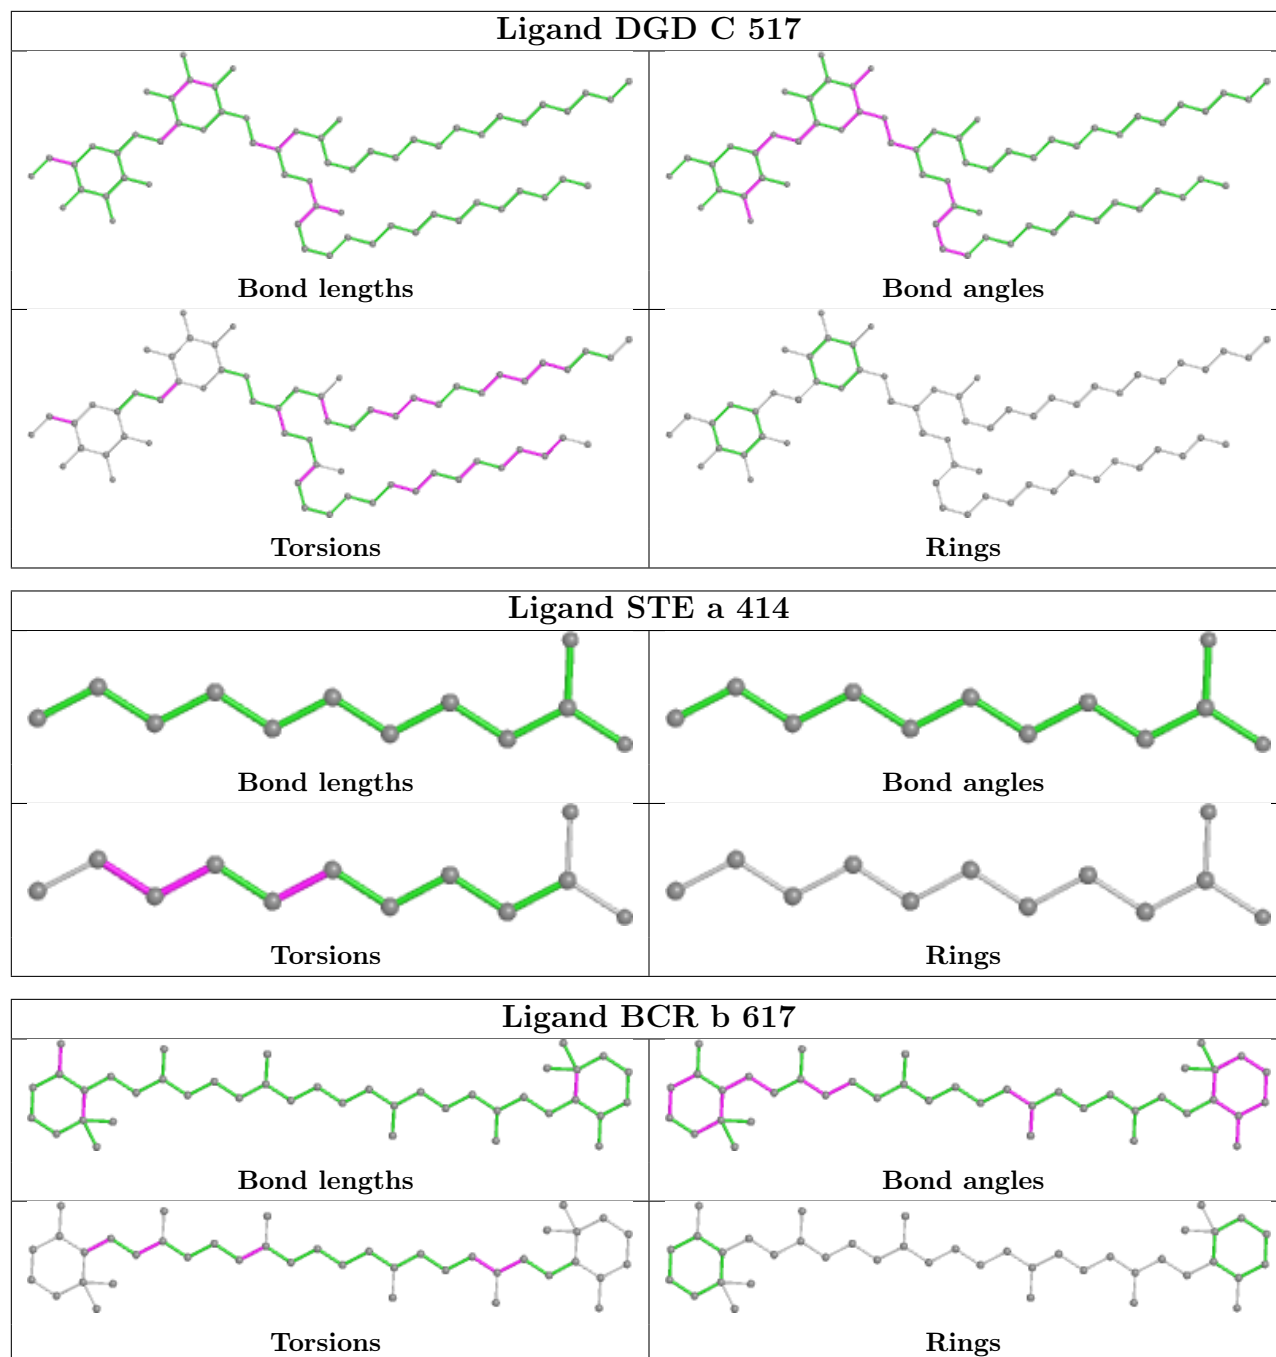 Ligand DGD C 517
Bond lengths
Bond angles
Torsions
Rings
Ligand STE a 414
Bond lengths
Bond angles
Torsions
Rings
Ligand BCR b 617
Bond lengths
Bond angles
Torsions
Rings